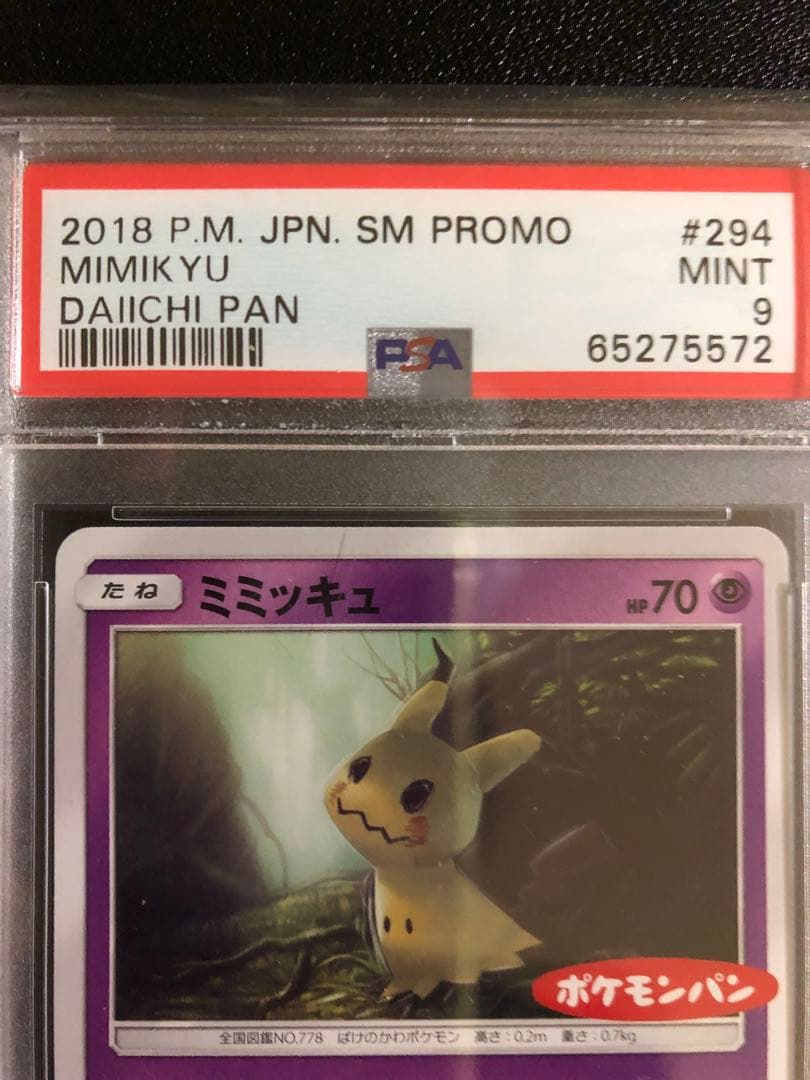 2018 P.M. JPN. SM PROMO #294
MIMIKYU MINT
DAIICHI PAN 9
PSA 65275572
たね ミミッキュ HP70
ポケモンパン
全国図鑑NO.778 ばけのかわポケモン 高さ：0.2m 重さ：0.7kg